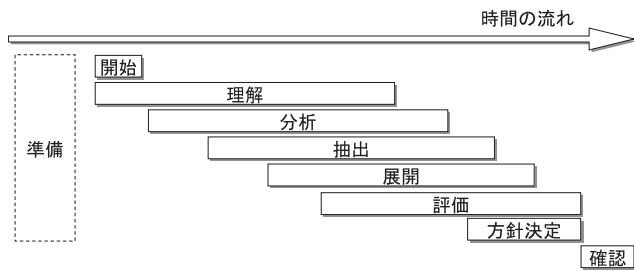 時間の流れ
開始
理解
分析
準備
抽出
展開
評価
方針決定
確認